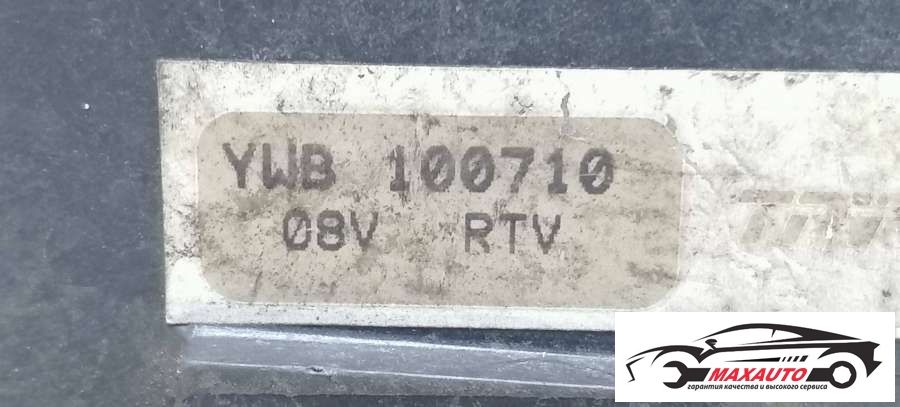 YWB 100710
08V RTV
MAXAUTO
гарантия качества и высокого сервиса